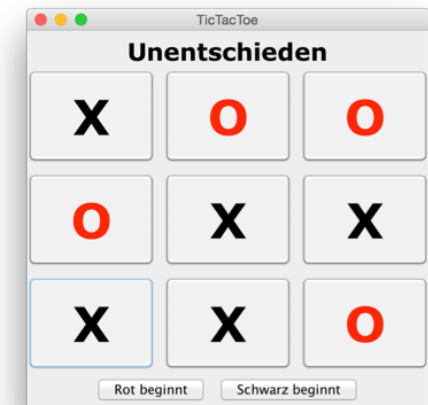 TicTacToe
Unentschieden
X O O
O X X
X X O
Rot beginnt Schwarz beginnt